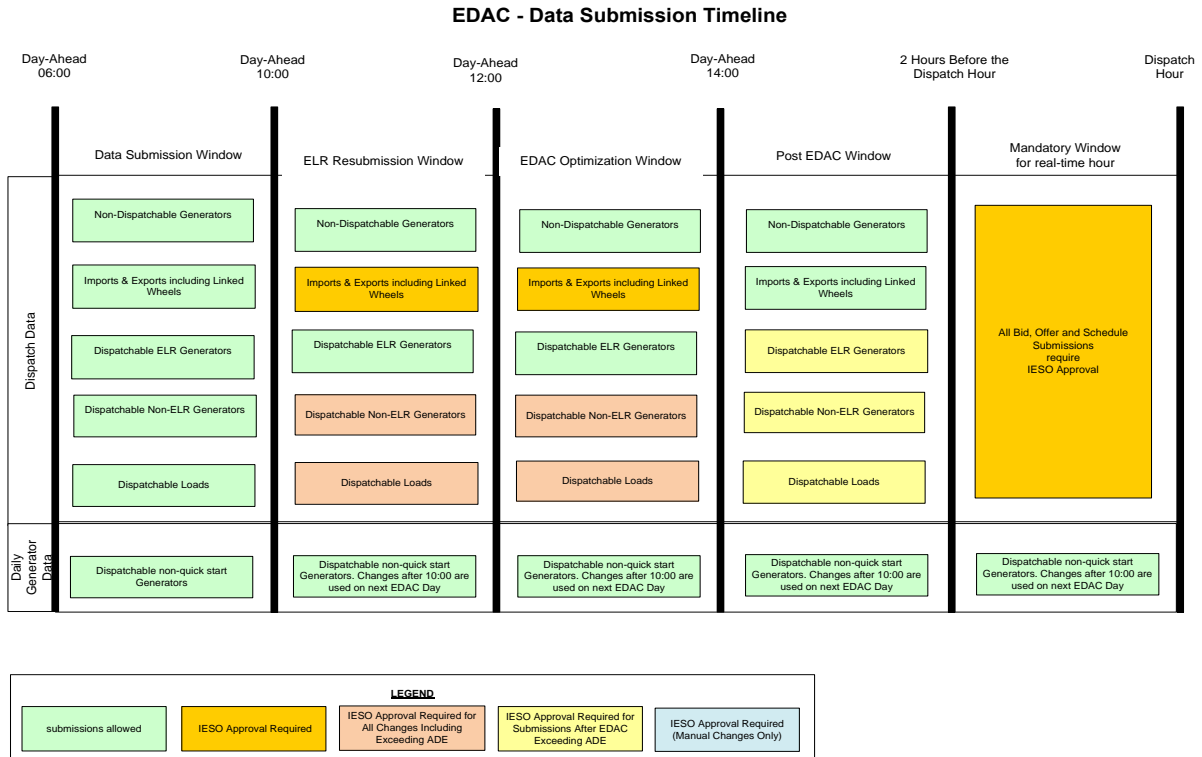 EDAC - Data Submission Timeline
Day-Ahead
06:00
Day-Ahead
10:00
Day-Ahead
12:00
Day-Ahead
14:00
2 Hours Before the
Dispatch Hour
Dispatch
Hour
Data Submission Window
ELR Resubmission Window
EDAC Optimization Window
Post EDAC Window
Mandatory Window
for real-time hour
Dispatch Data
Non-Dispatchable Generators
Non-Dispatchable Generators
Non-Dispatchable Generators
Non-Dispatchable Generators
Imports & Exports including Linked
Wheels
Imports & Exports including Linked
Wheels
Imports & Exports including Linked
Wheels
Imports & Exports including Linked
Wheels
Dispatchable ELR Generators
Dispatchable ELR Generators
Dispatchable ELR Generators
Dispatchable ELR Generators
Dispatchable Non-ELR Generators
Dispatchable Non-ELR Generators
Dispatchable Non-ELR Generators
Dispatchable Non-ELR Generators
Dispatchable Loads
Dispatchable Loads
Dispatchable Loads
Dispatchable Loads
All Bid, Offer and Schedule
Submissions
require
IESO Approval
Daily
Generator
Data
Dispatchable non-quick start
Generators
Dispatchable non-quick start
Generators. Changes after 10:00 are
used on next EDAC Day
Dispatchable non-quick start
Generators. Changes after 10:00 are
used on next EDAC Day
Dispatchable non-quick start
Generators. Changes after 10:00 are
used on next EDAC Day
Dispatchable non-quick start
Generators. Changes after 10:00 are
used on next EDAC Day
LEGEND
submissions allowed
IESO Approval Required
IESO Approval Required for
All Changes Including
Exceeding ADE
IESO Approval Required for
Submissions After EDAC
Exceeding ADE
IESO Approval Required
(Manual Changes Only)